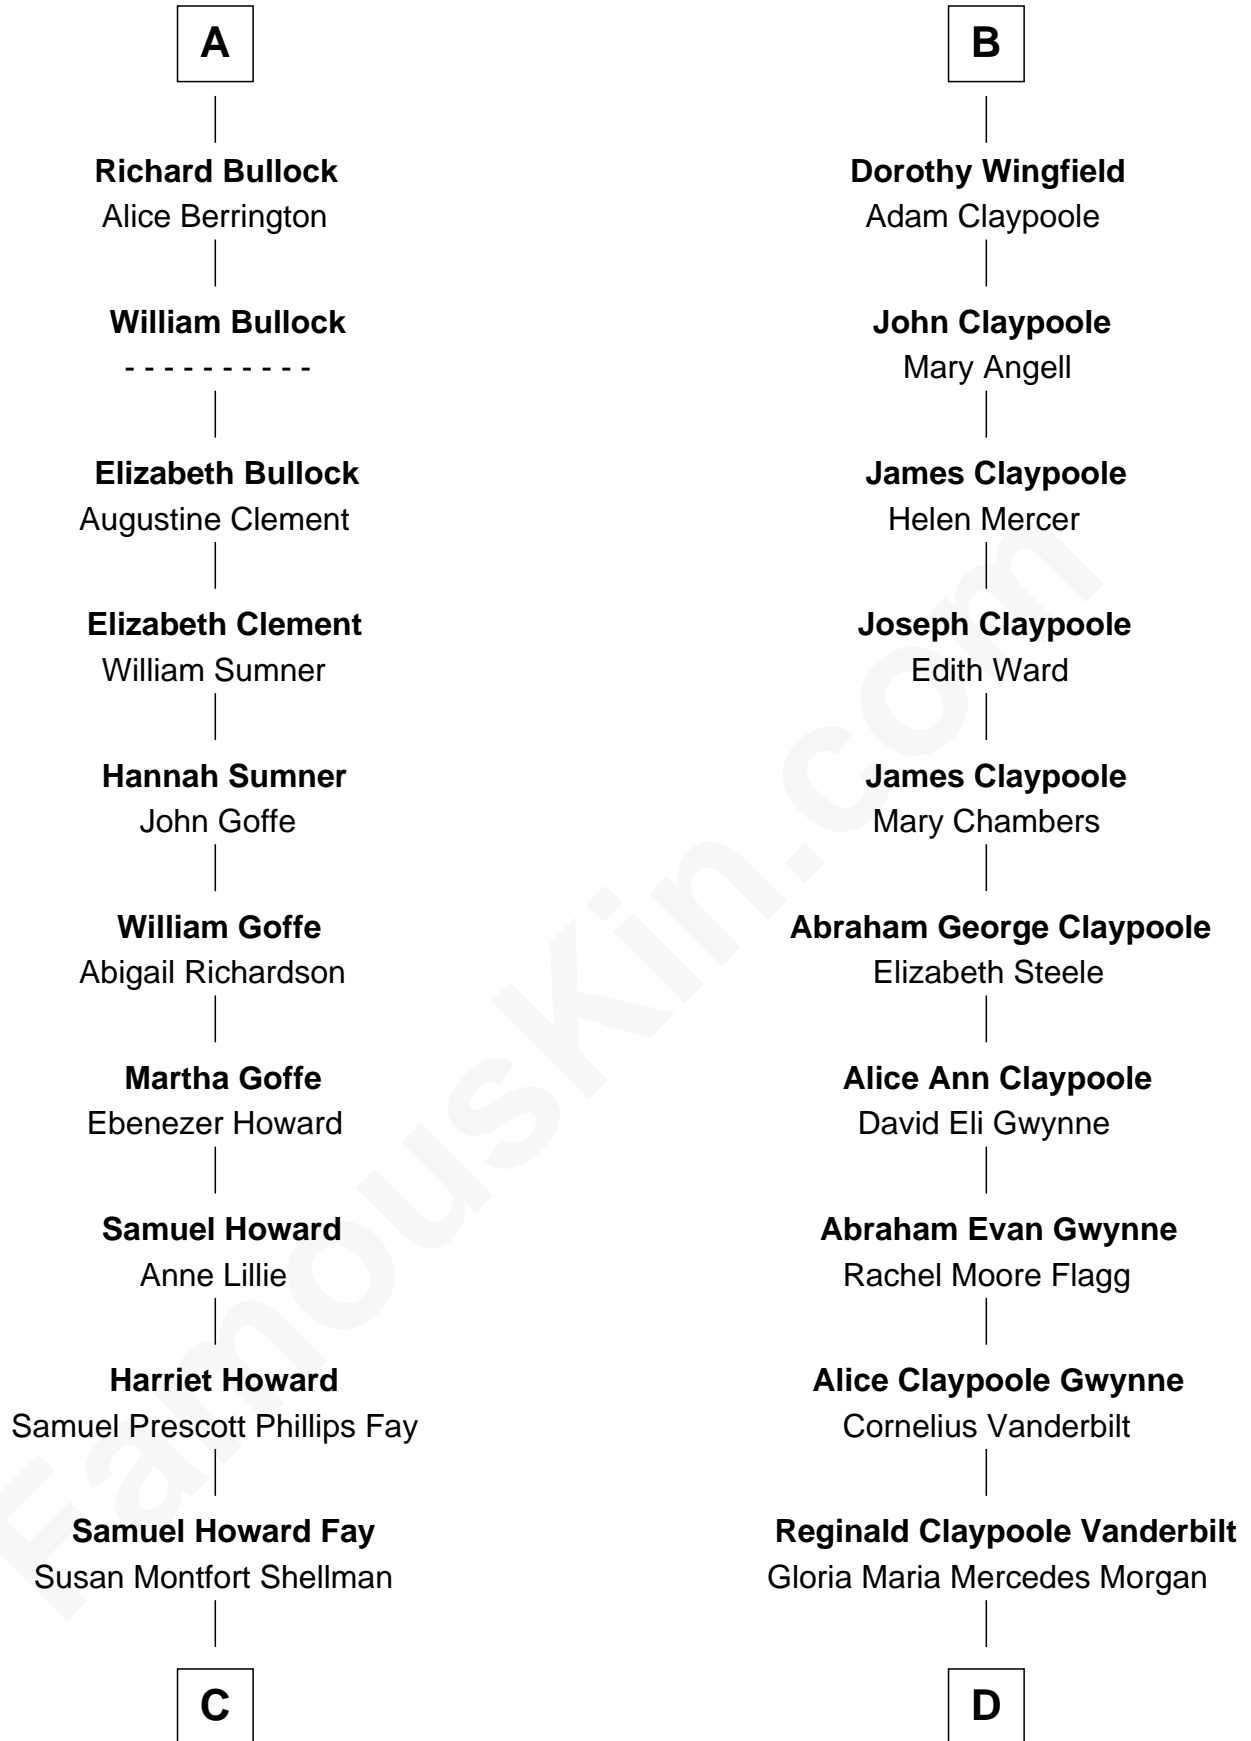 A
Richard Bullock
Alice Berrington
William Bullock
- - - - - - - - - -
Elizabeth Bullock
Augustine Clement
Elizabeth Clement
William Sumner
Hannah Sumner
John Goffe
William Goffe
Abigail Richardson
Martha Goffe
Ebenezer Howard
Samuel Howard
Anne Lillie
Harriet Howard
Samuel Prescott Phillips Fay
Samuel Howard Fay
Susan Montfort Shellman
C
B
Dorothy Wingfield
Adam Claypoole
John Claypoole
Mary Angell
James Claypoole
Helen Mercer
Joseph Claypoole
Edith Ward
James Claypoole
Mary Chambers
Abraham George Claypoole
Elizabeth Steele
Alice Ann Claypoole
David Eli Gwynne
Abraham Evan Gwynne
Rachel Moore Flagg
Alice Claypoole Gwynne
Cornelius Vanderbilt
Reginald Claypoole Vanderbilt
Gloria Maria Mercedes Morgan
D
FamousKin.com